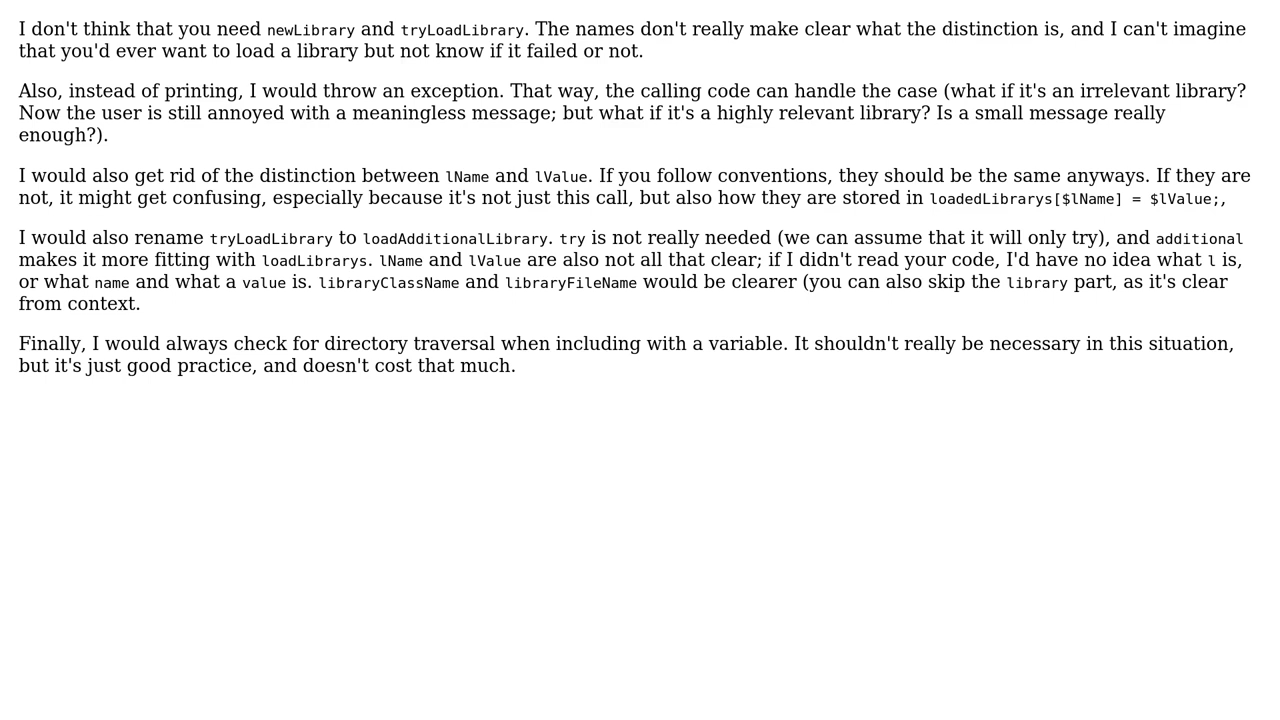 I don't think that you need newLibrary and tryLoadLibrary. The names don't really make clear what the distinction is, and I can't imagine
that you'd ever want to load a library but not know if it failed or not.
Also, instead of printing, I would throw an exception. That way, the calling code can handle the case (what if it's an irrelevant library?
Now the user is still annoyed with a meaningless message; but what if it's a highly relevant library? Is a small message really
enough?).
I would also get rid of the distinction between lName and lValue. If you follow conventions, they should be the same anyways. If they are
not, it might get confusing, especially because it's not just this call, but also how they are stored in loadedLibrarys[$lName] = $lValue;,
I would also rename tryLoadLibrary to loadAdditionalLibrary. try is not really needed (we can assume that it will only try), and additional
makes it more fitting with loadLibrarys. lName and lValue are also not all that clear; if I didn't read your code, I'd have no idea what l is,
or what name and what a value is. libraryClassName and libraryFileName would be clearer (you can also skip the library part, as it's clear
from context.
Finally, I would always check for directory traversal when including with a variable. It shouldn't really be necessary in this situation,
but it's just good practice, and doesn't cost that much.